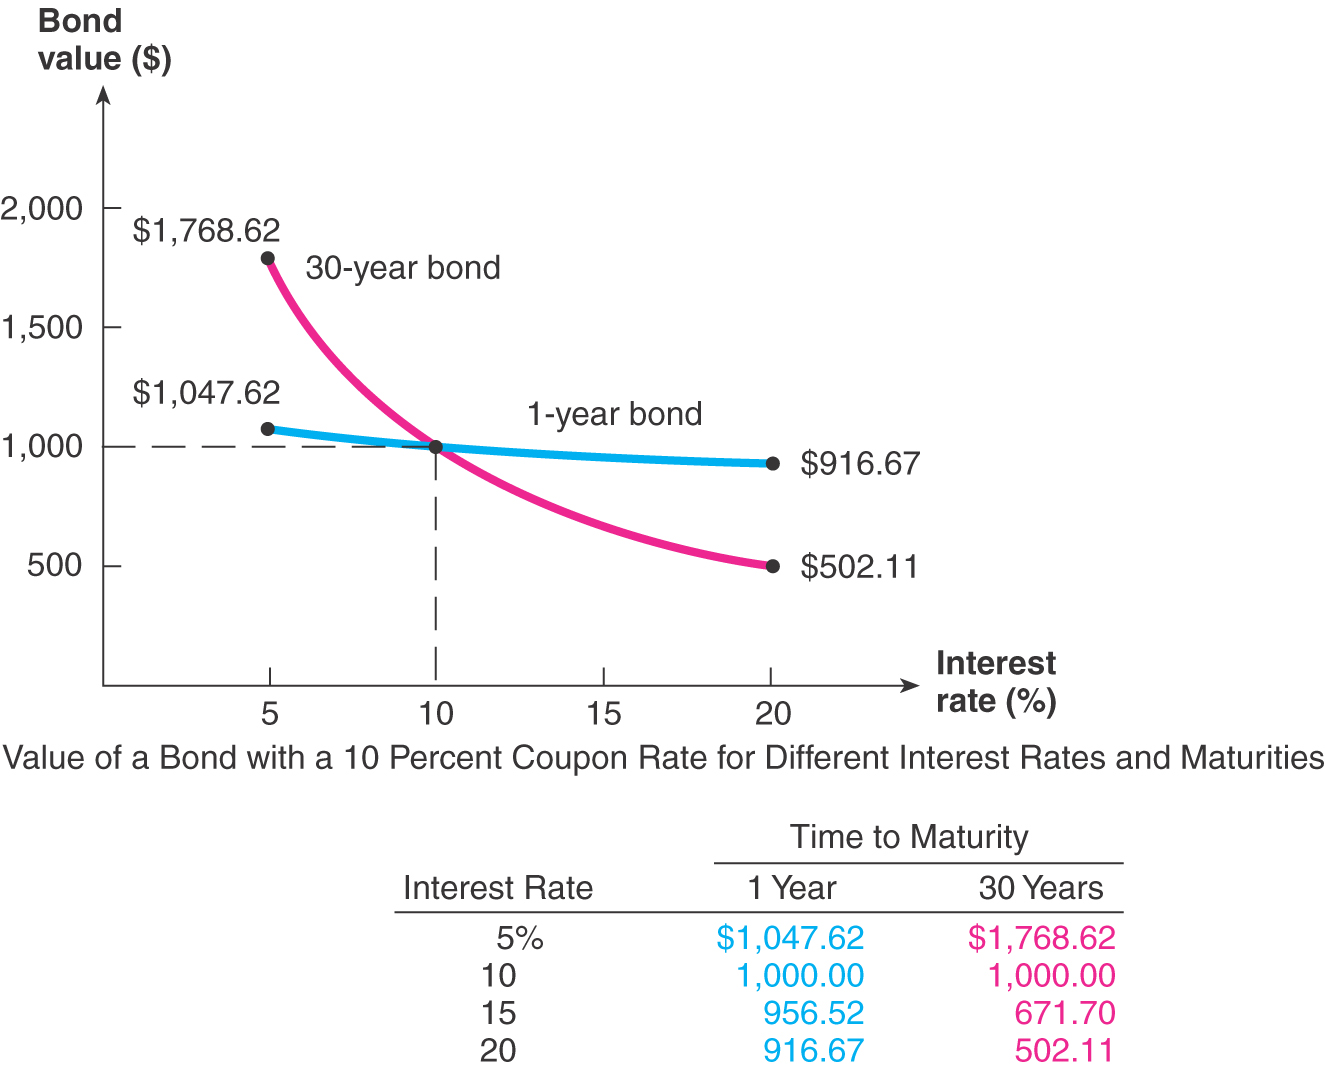 Bond
value ($)
2,000
$1,768.62
30-year bond
1,500
$1,047.62
1-year bond
1,000
$916.67
500
$502.11
Interest
rate (%)
5 10 15 20
Value of a Bond with a 10 Percent Coupon Rate for Different Interest Rates and Maturities
Time to Maturity
Interest Rate 1 Year 30 Years
5% $1,047.62 $1,768.62
10 1,000.00 1,000.00
15 956.52 671.70
20 916.67 502.11